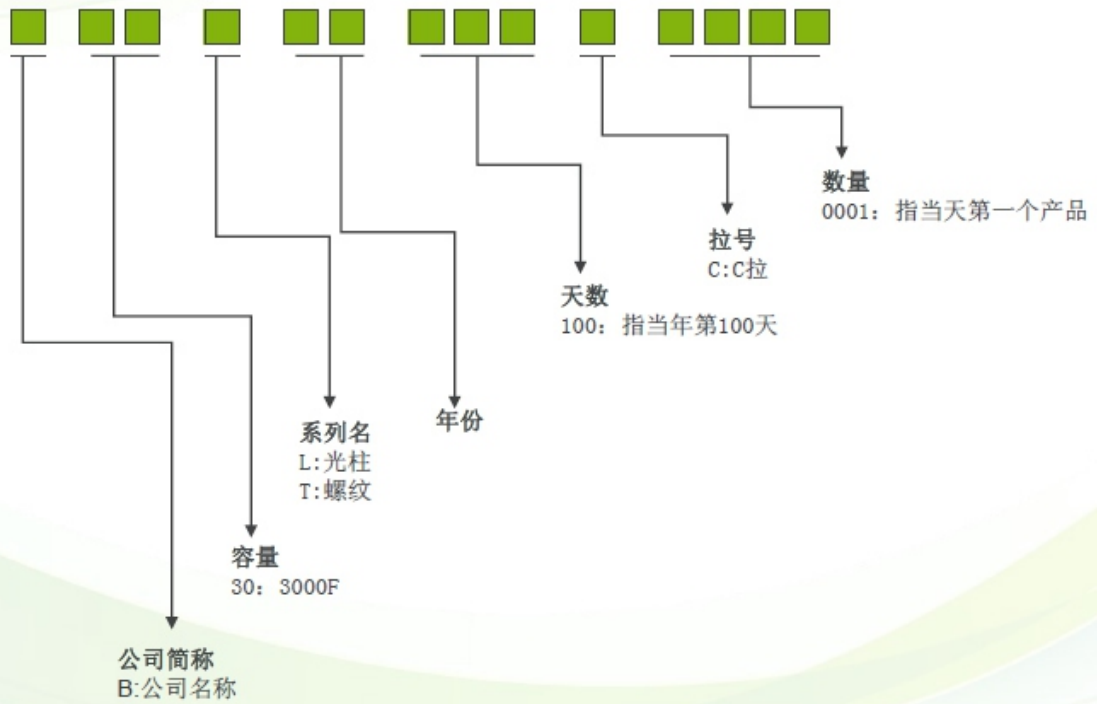 数量
0001: 指当天第一个产品
拉号
C:C拉
天数
100: 指当年第100天
年份
系列名
L:光柱
T:螺纹
容量
30: 3000F
公司简称
B:公司名称